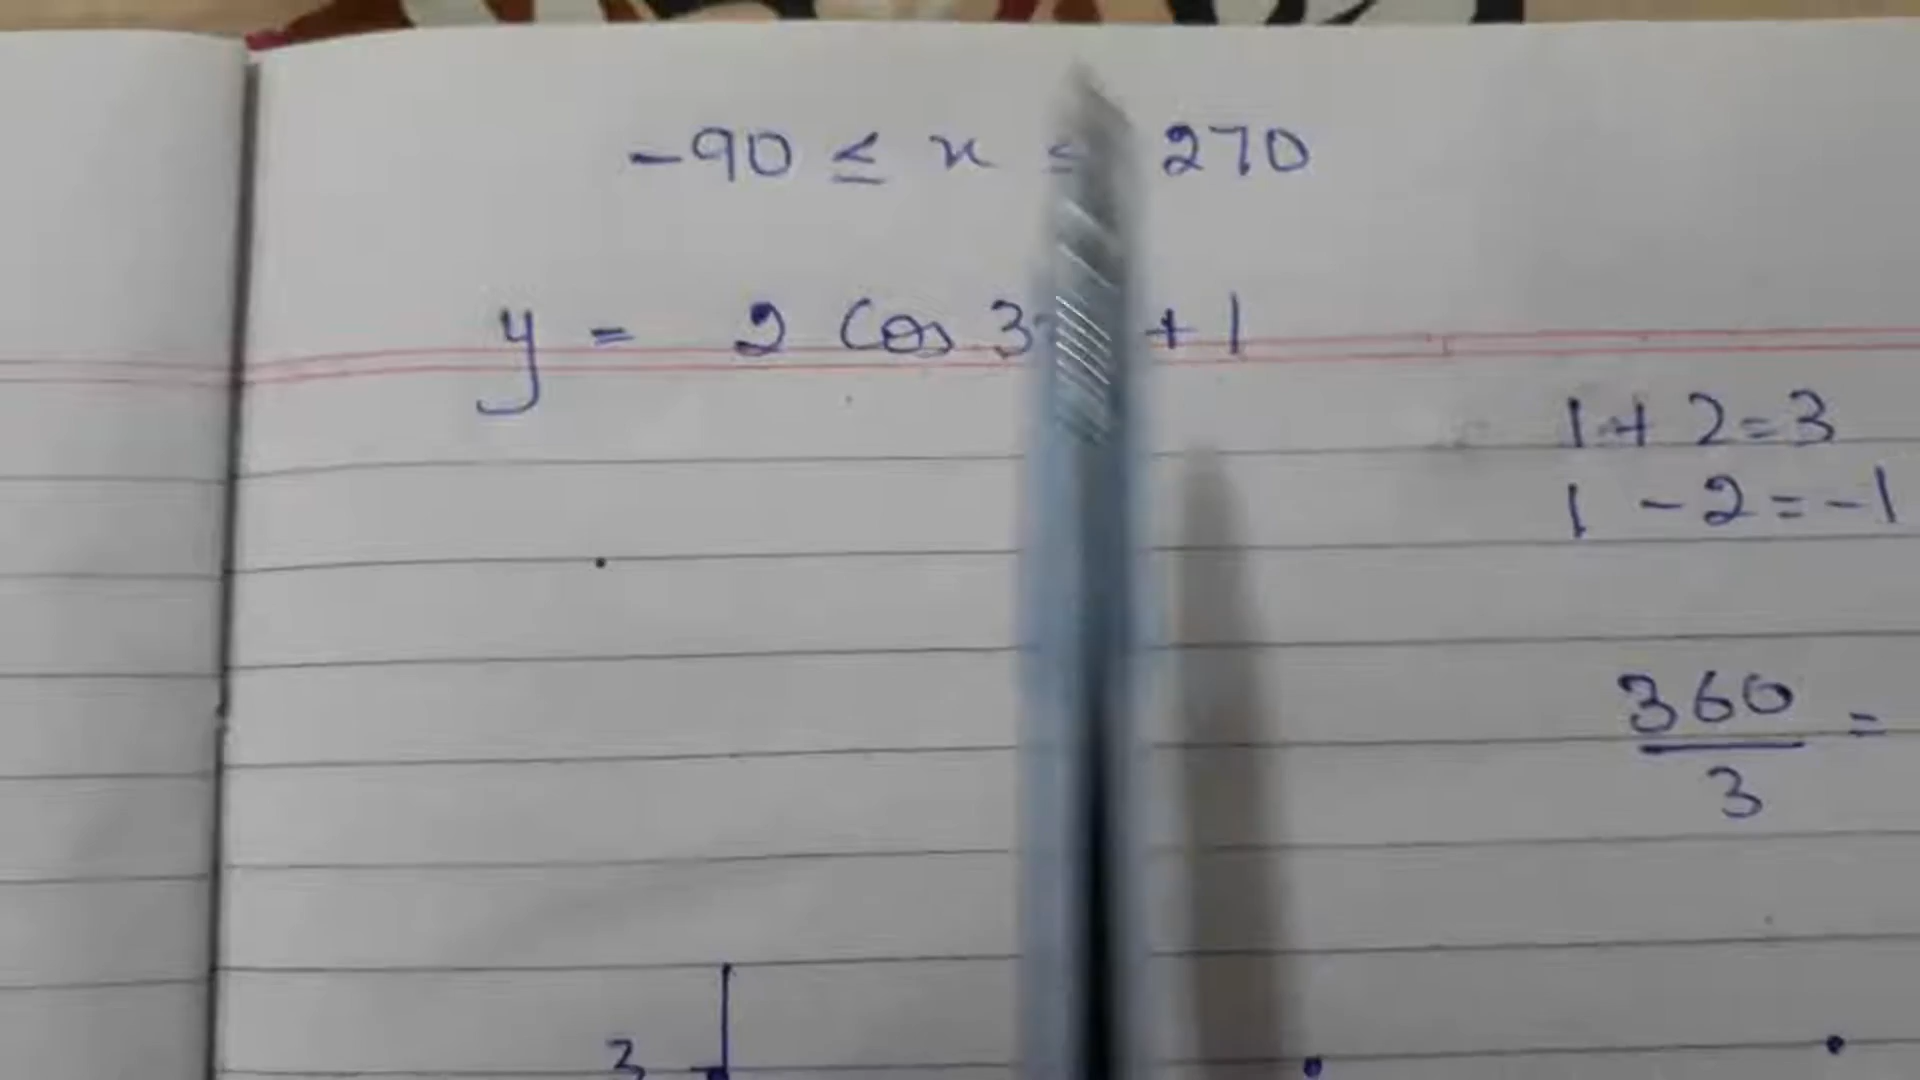 -90 ≤ x ≤ 270
y = 2 Cos 3 + 1
1 + 2 = 3
1 - 2 = -1
360
3 =
3